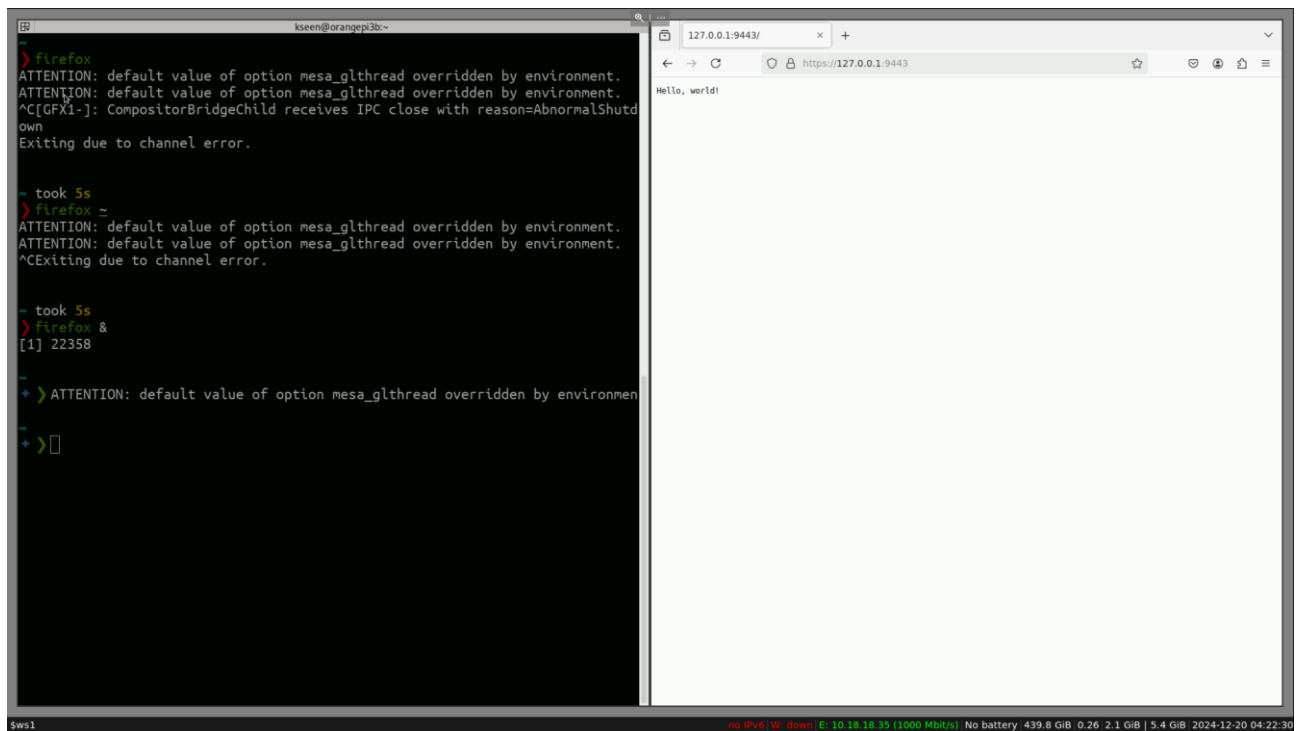 kseen@orangepi3b:~
~
❯ firefox
ATTENTION: default value of option mesa_glthread overridden by environment.
ATTENTION: default value of option mesa_glthread overridden by environment.
^C[GFX1-]: CompositorBridgeChild receives IPC close with reason=AbnormalShutd
own
Exiting due to channel error.
~ took 5s
❯ firefox ~
ATTENTION: default value of option mesa_glthread overridden by environment.
ATTENTION: default value of option mesa_glthread overridden by environment.
^CExiting due to channel error.
~ took 5s
❯ firefox &
[1] 22358
~
✦ ❯ ATTENTION: default value of option mesa_glthread overridden by environmen
~
✦ ❯
127.0.0.1:9443/
https://127.0.0.1:9443
Hello, world!
$ws1
no IPv6|W: down|E: 10.18.18.35 (1000 Mbit/s)|No battery|439.8 GiB|0.26|2.1 GiB | 5.4 GiB|2024-12-20 04:22:30